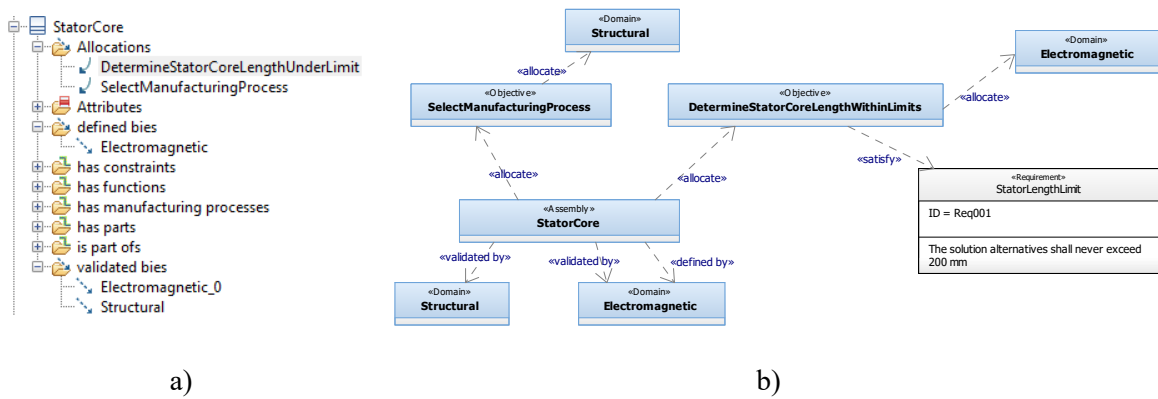 StatorCore
Allocations
DetermineStatorCoreLengthUnderLimit
SelectManufacturingProcess
Attributes
defined bies
Electromagnetic
has constraints
has functions
has manufacturing processes
has parts
is part ofs
validated bies
Electromagnetic_0
Structural
a)
«Domain»
Structural
«Domain»
Electromagnetic
«allocate»
«allocate»
«Objective»
SelectManufacturingProcess
«Objective»
DetermineStatorCoreLengthWithinLimits
«satisfy»
«allocate»
«allocate»
«Requirement»
StatorLengthLimit
ID = Req001
The solution alternatives shall never exceed
200 mm
«Assembly»
StatorCore
«validated by»
«validated by»
«defined by»
«Domain»
Structural
«Domain»
Electromagnetic
b)